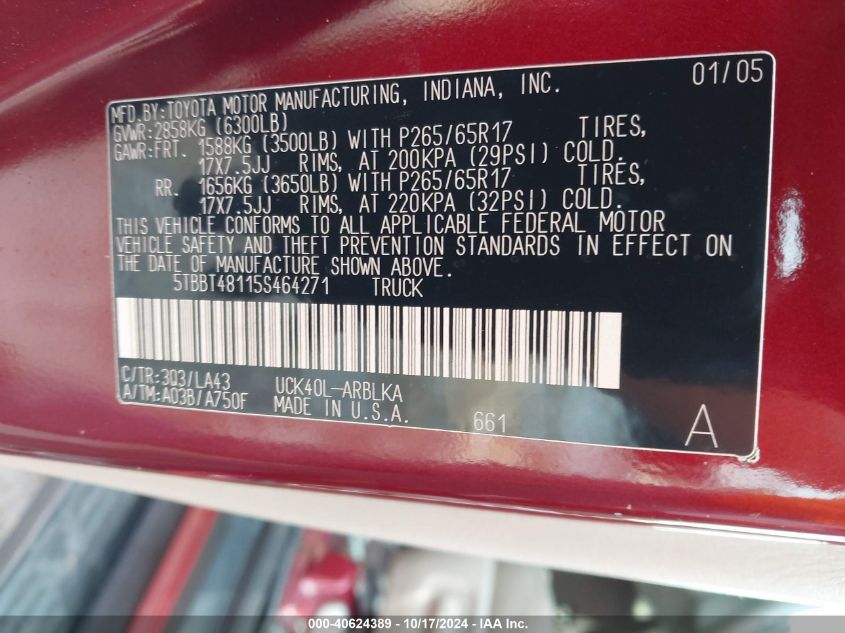 MFD.BY:TOYOTA MOTOR MANUFACTURING, INDIANA, INC. 01/05
GVWR:2858KG (6300LB)
GAWR:FRT. 1588KG (3500LB) WITH P265/65R17 TIRES,
17X7.5JJ RIMS, AT 200KPA (29PSI) COLD.
RR. 1656KG (3650LB) WITH P265/65R17 TIRES,
17X7.5JJ RIMS, AT 220KPA (32PSI) COLD.
THIS VEHICLE CONFORMS TO ALL APPLICABLE FEDERAL MOTOR
VEHICLE SAFETY AND THEFT PREVENTION STANDARDS IN EFFECT ON
THE DATE OF MANUFACTURE SHOWN ABOVE.
5TBBT48115S464271 TRUCK
C/TR:3Q3/LA43 UCK40L-ARBLKA
A/TM:A03B/A750F MADE IN U.S.A. 661 A
000-40624389 - 10/17/2024 - IAA Inc.